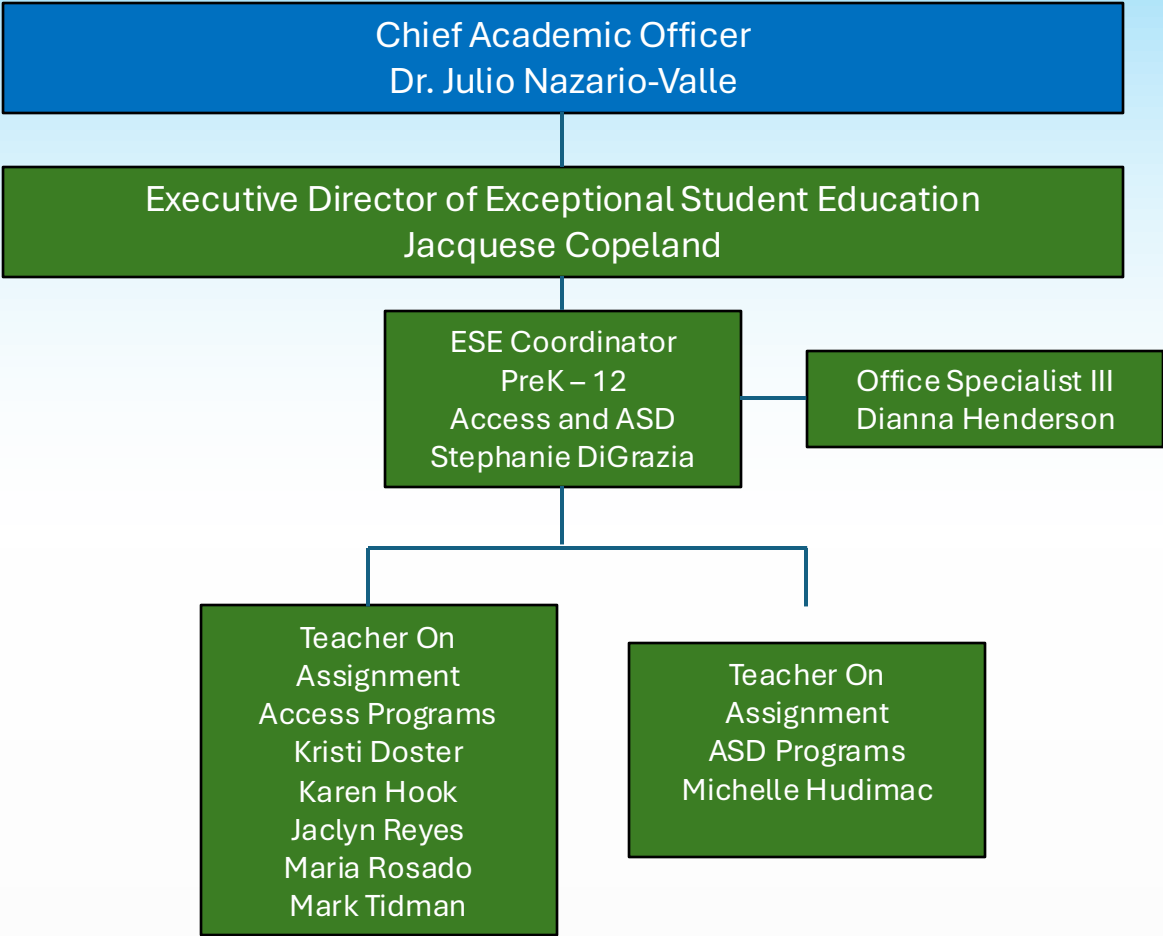 Chief Academic Officer
Dr. Julio Nazario-Valle
Executive Director of Exceptional Student Education
Jacquese Copeland
ESE Coordinator
PreK – 12
Access and ASD
Stephanie DiGrazia
Office Specialist III
Dianna Henderson
Teacher On
Assignment
Access Programs
Kristi Doster
Karen Hook
Jaclyn Reyes
Maria Rosado
Mark Tidman
Teacher On
Assignment
ASD Programs
Michelle Hudimac